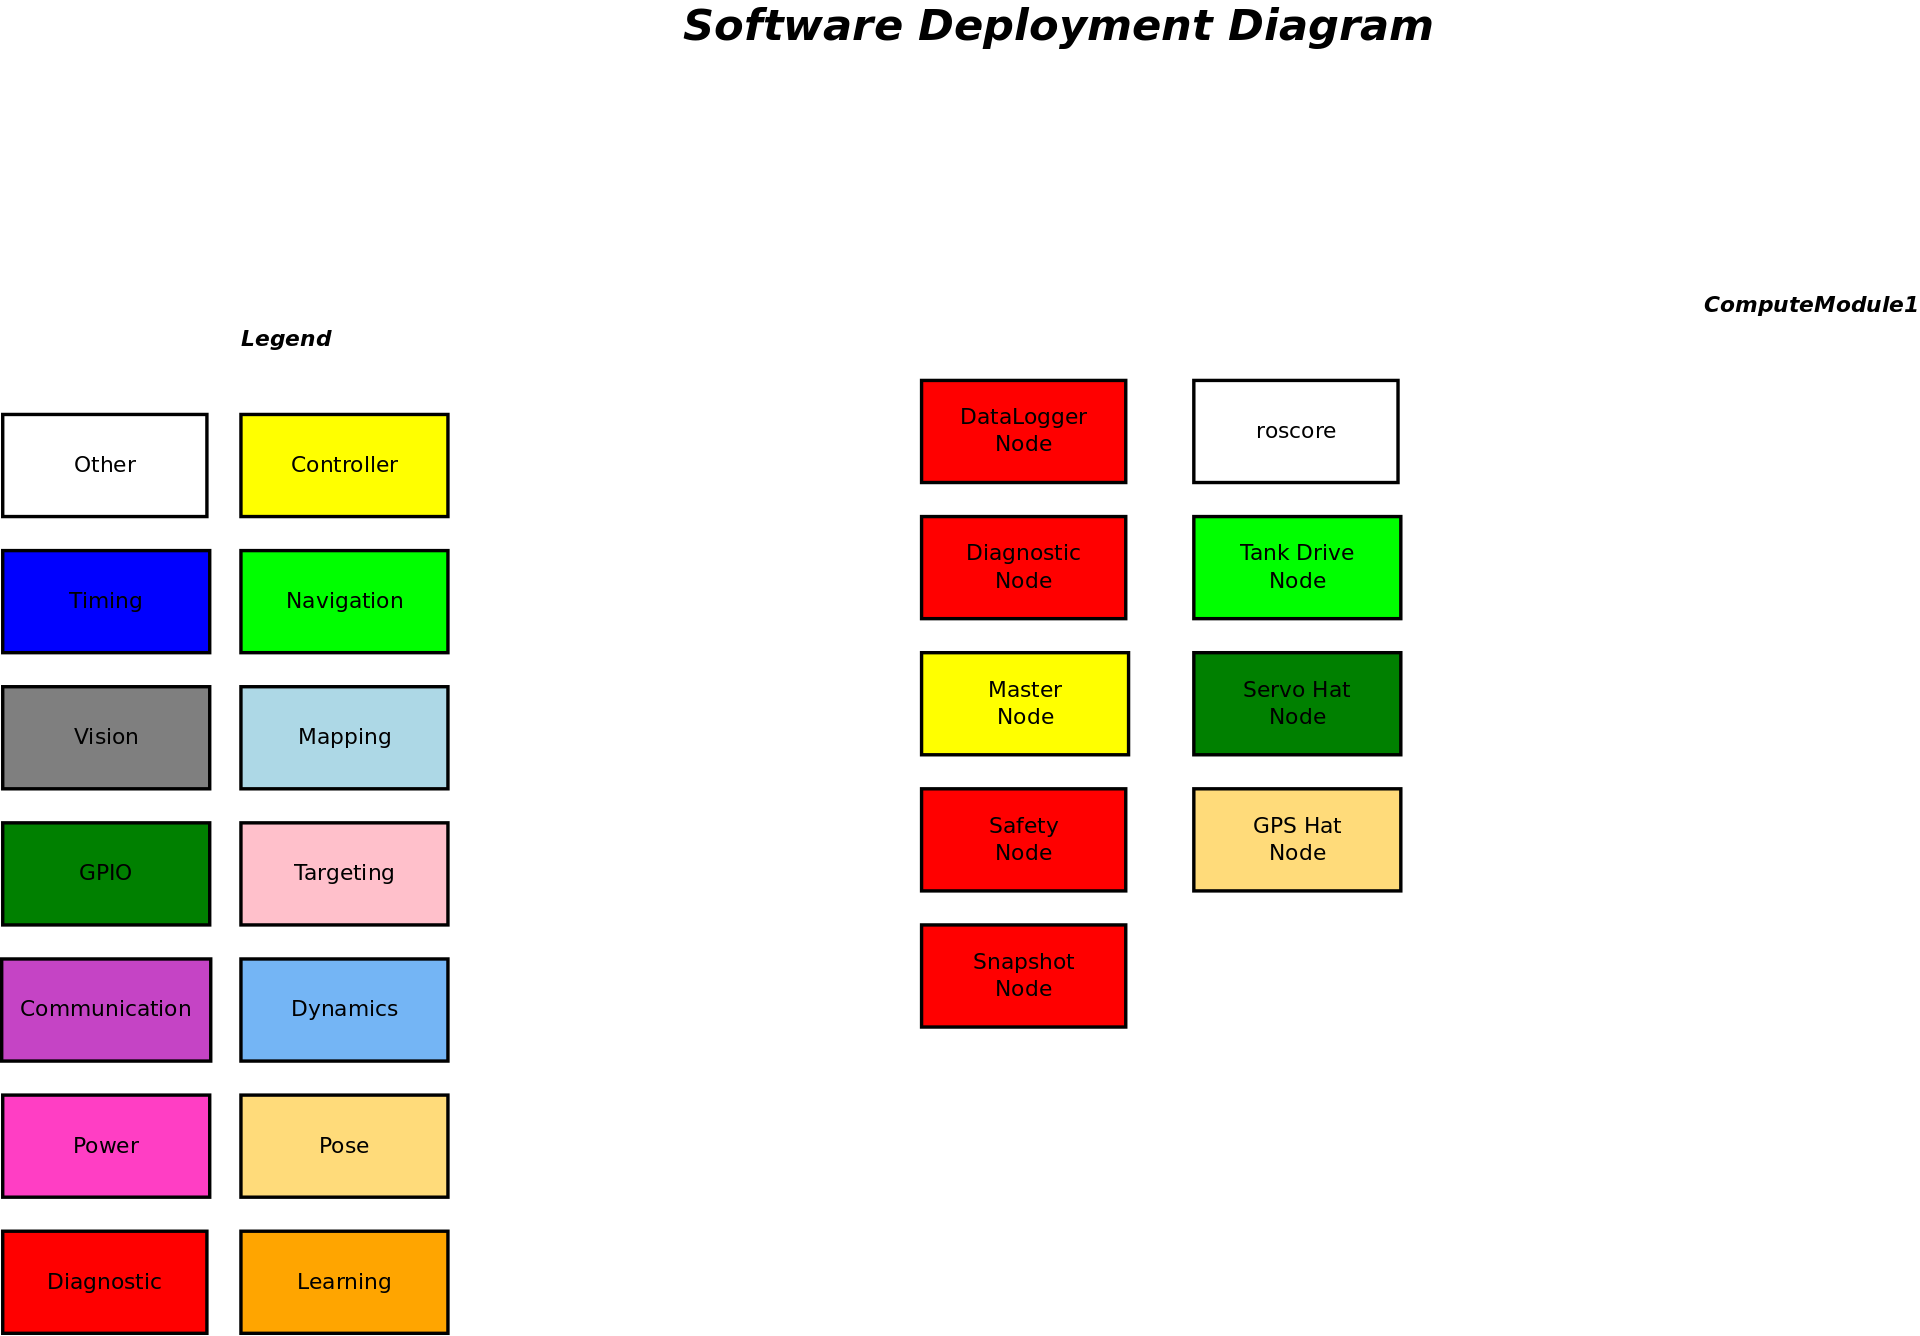 Software Deployment Diagram
ComputeModule1
Legend
Other
Controller
Timing
Navigation
Vision
Mapping
GPIO
Targeting
Communication
Dynamics
Power
Pose
Diagnostic
Learning
DataLogger
Node
roscore
Diagnostic
Node
Tank Drive
Node
Master
Node
Servo Hat
Node
Safety
Node
GPS Hat
Node
Snapshot
Node